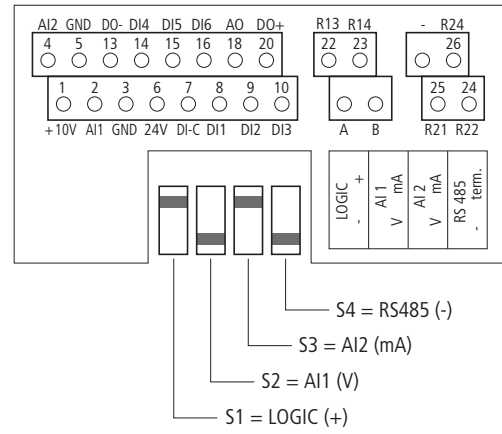 AI2 GND DO- DI4 DI5 DI6 AO DO+ R13 R14 - R24
4 5 13 14 15 16 18 20 22 23 26
1 2 3 6 7 8 9 10 25 24
+10V AI1 GND 24V DI-C DI1 DI2 DI3 A B R21 R22
LOGIC
- +
AI 1
V mA
AI 2
V mA
RS 485
- term.
S4 = RS485 (-)
S3 = AI2 (mA)
S2 = AI1 (V)
S1 = LOGIC (+)